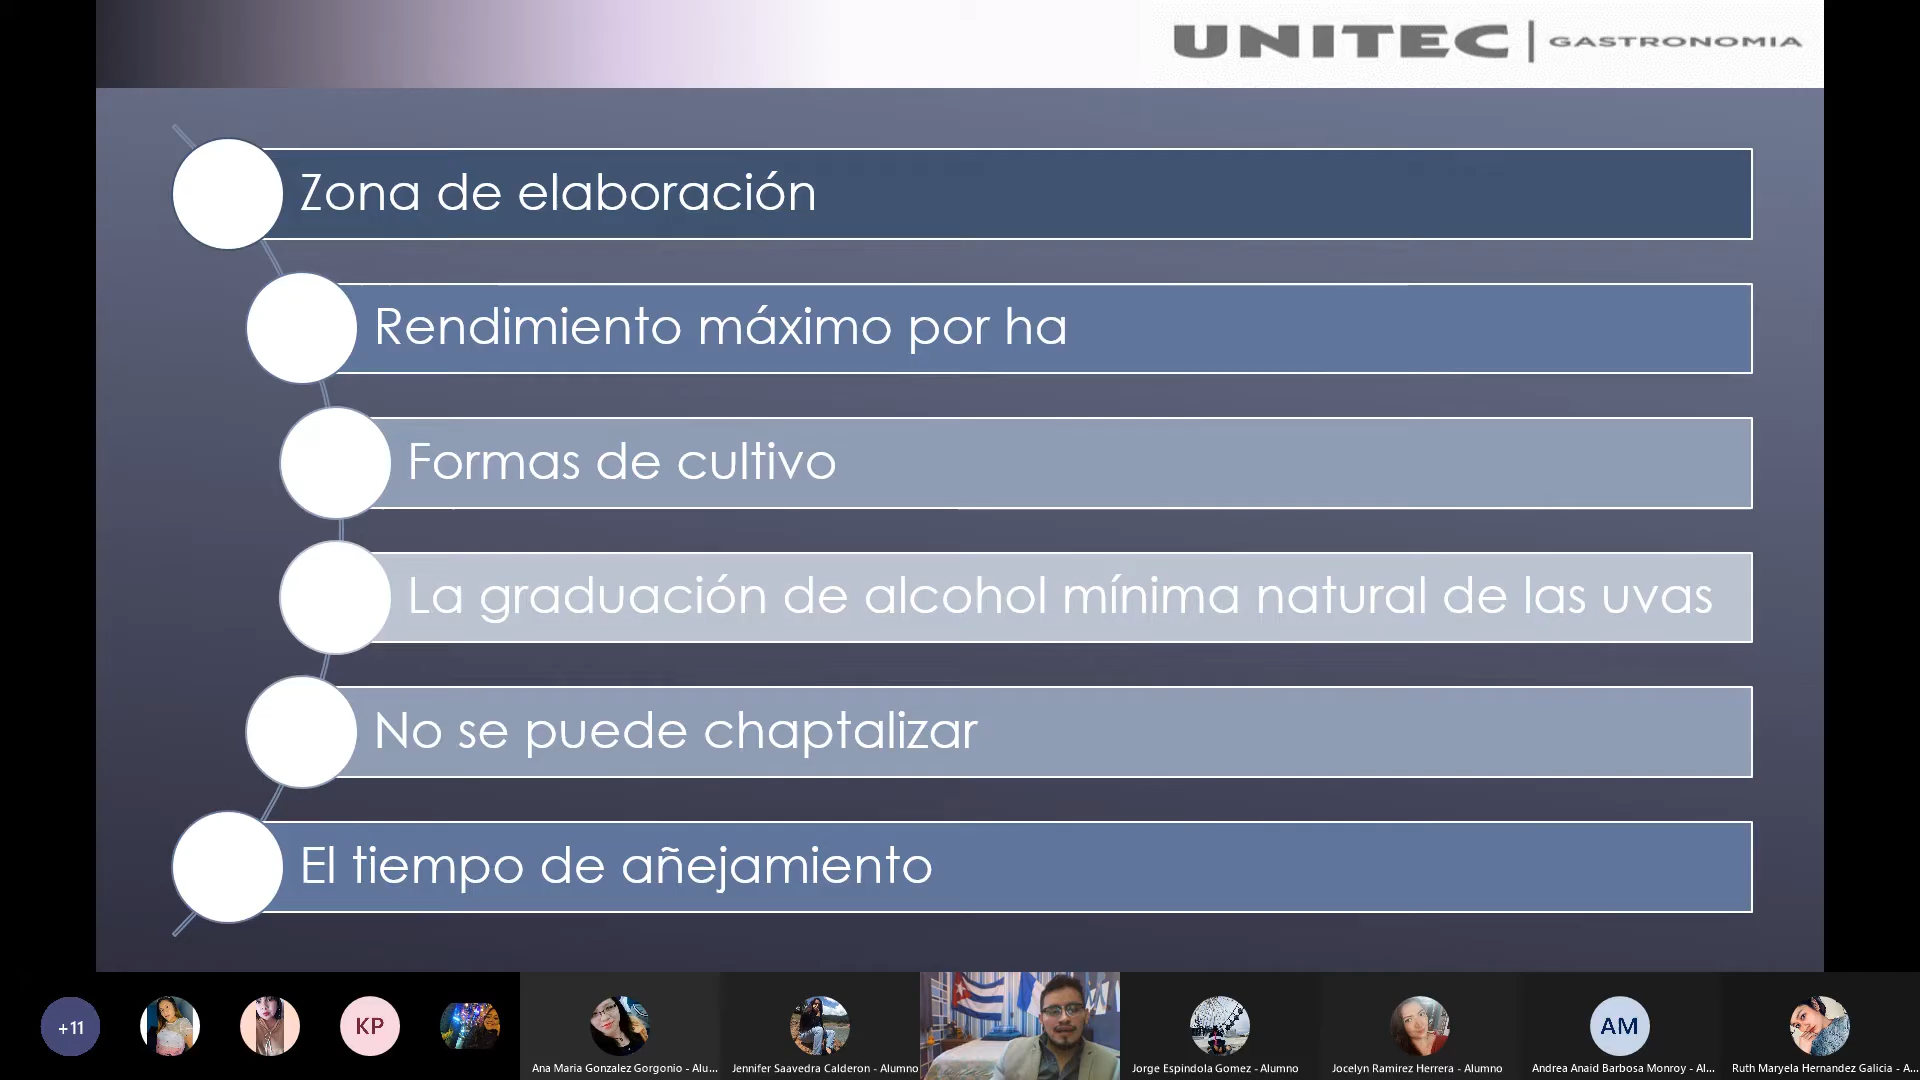 UNITEC | GASTRONOMIA
Zona de elaboración
Rendimiento máximo por ha
Formas de cultivo
La graduación de alcohol mínima natural de las uvas
No se puede chaptalizar
El tiempo de añejamiento
+11
KP
AM
Ana Maria Gonzalez Gorgonio - Alu...
Jennifer Saavedra Calderon - Alumno
Jorge Espindola Gomez - Alumno
Jocelyn Ramirez Herrera - Alumno
Andrea Anaid Barbosa Monroy - Al...
Ruth Maryela Hernandez Galicia - A...